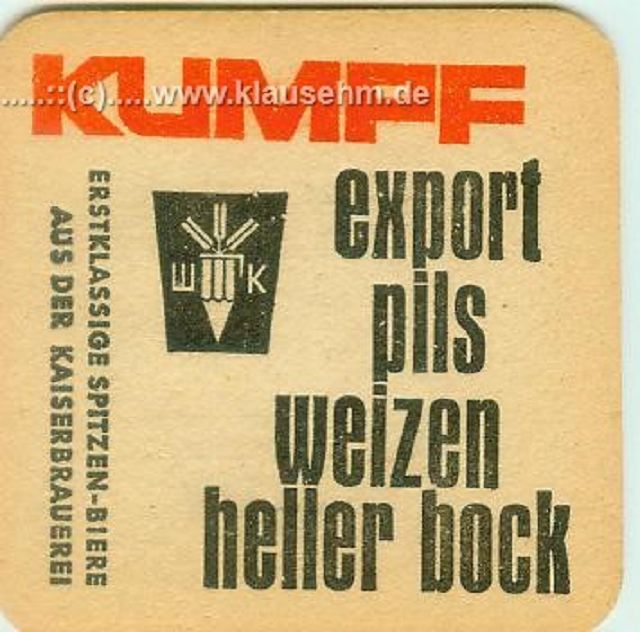 KUMPF
.....::(c).....www.klausehm.de
export
pils
weizen
heller bock
W K
ERSTKLASSIGE SPITZEN-BIERE
AUS DER KAISERBRAUEREI